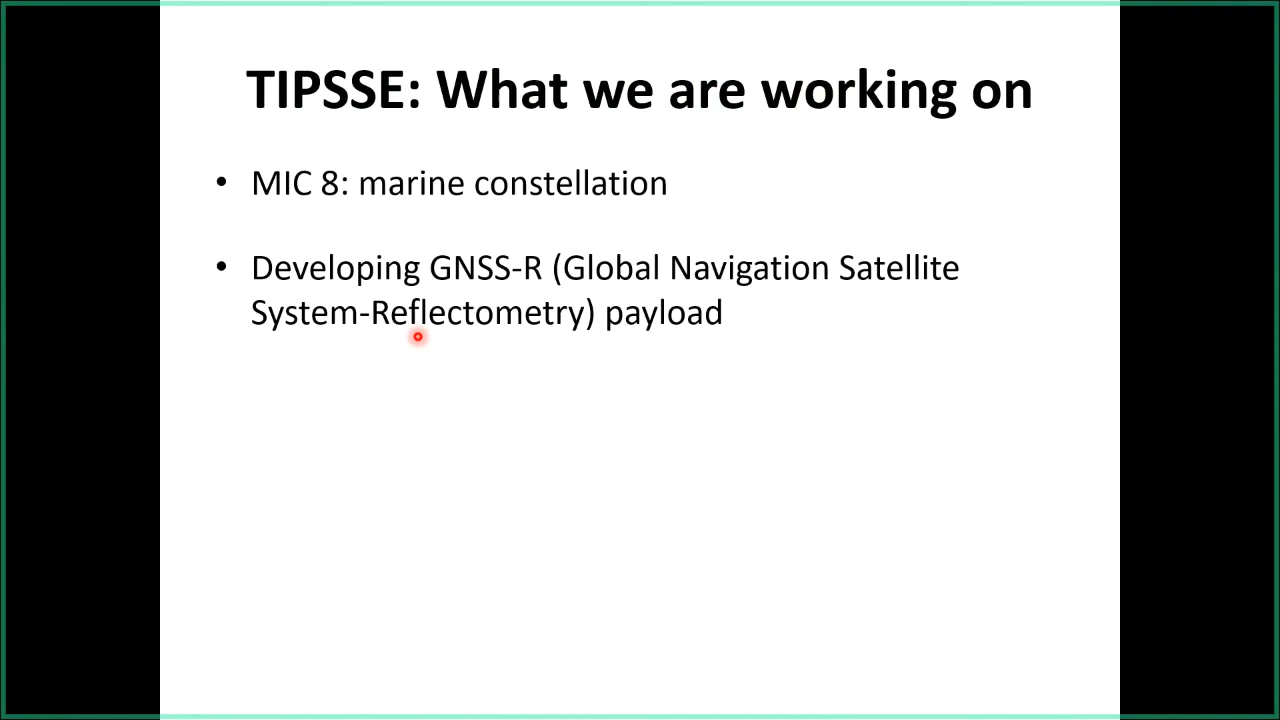 TIPSSE: What we are working on
• MIC 8: marine constellation
• Developing GNSS-R (Global Navigation Satellite
System-Reflectometry) payload